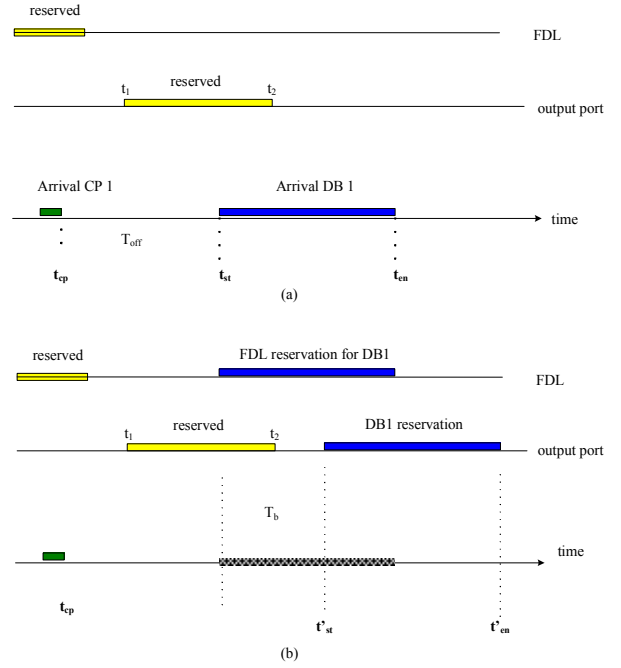 reserved
FDL
t1 reserved t2
output port
Arrival CP 1 Arrival DB 1
time
Toff
tcp tst ten
(a)
reserved FDL reservation for DB1
FDL
t1 reserved t2 DB1 reservation
output port
Tb
time
tcp
t'st t'en
(b)